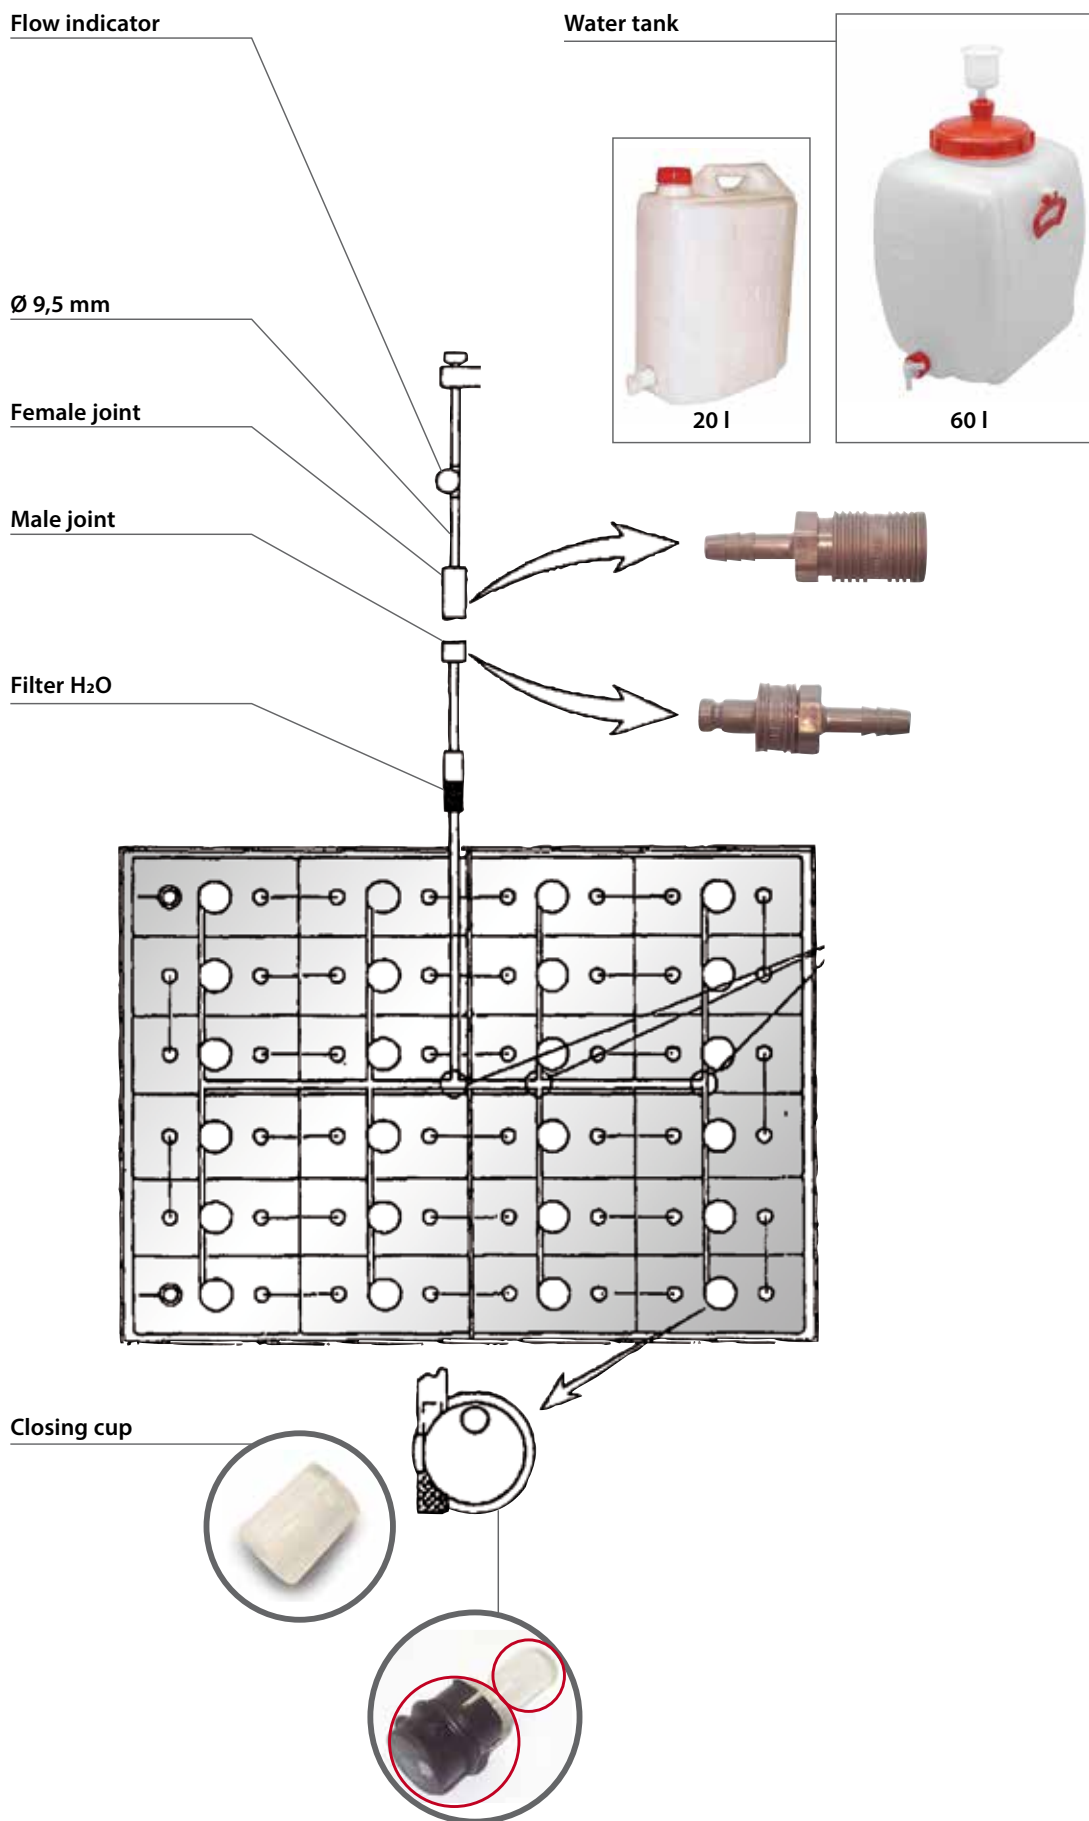 Flow indicator
Water tank
Ø 9,5 mm
Female joint
20 l
60 l
Male joint
Filter H₂O
Closing cup